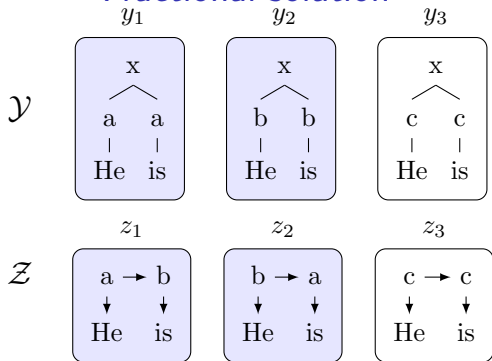 Fractional Solution
y₁ y₂ y₃
𝒴
x x x
a a b b c c
He is He is He is
z₁ z₂ z₃
𝒵
a → b b → a c → c
He is He is He is